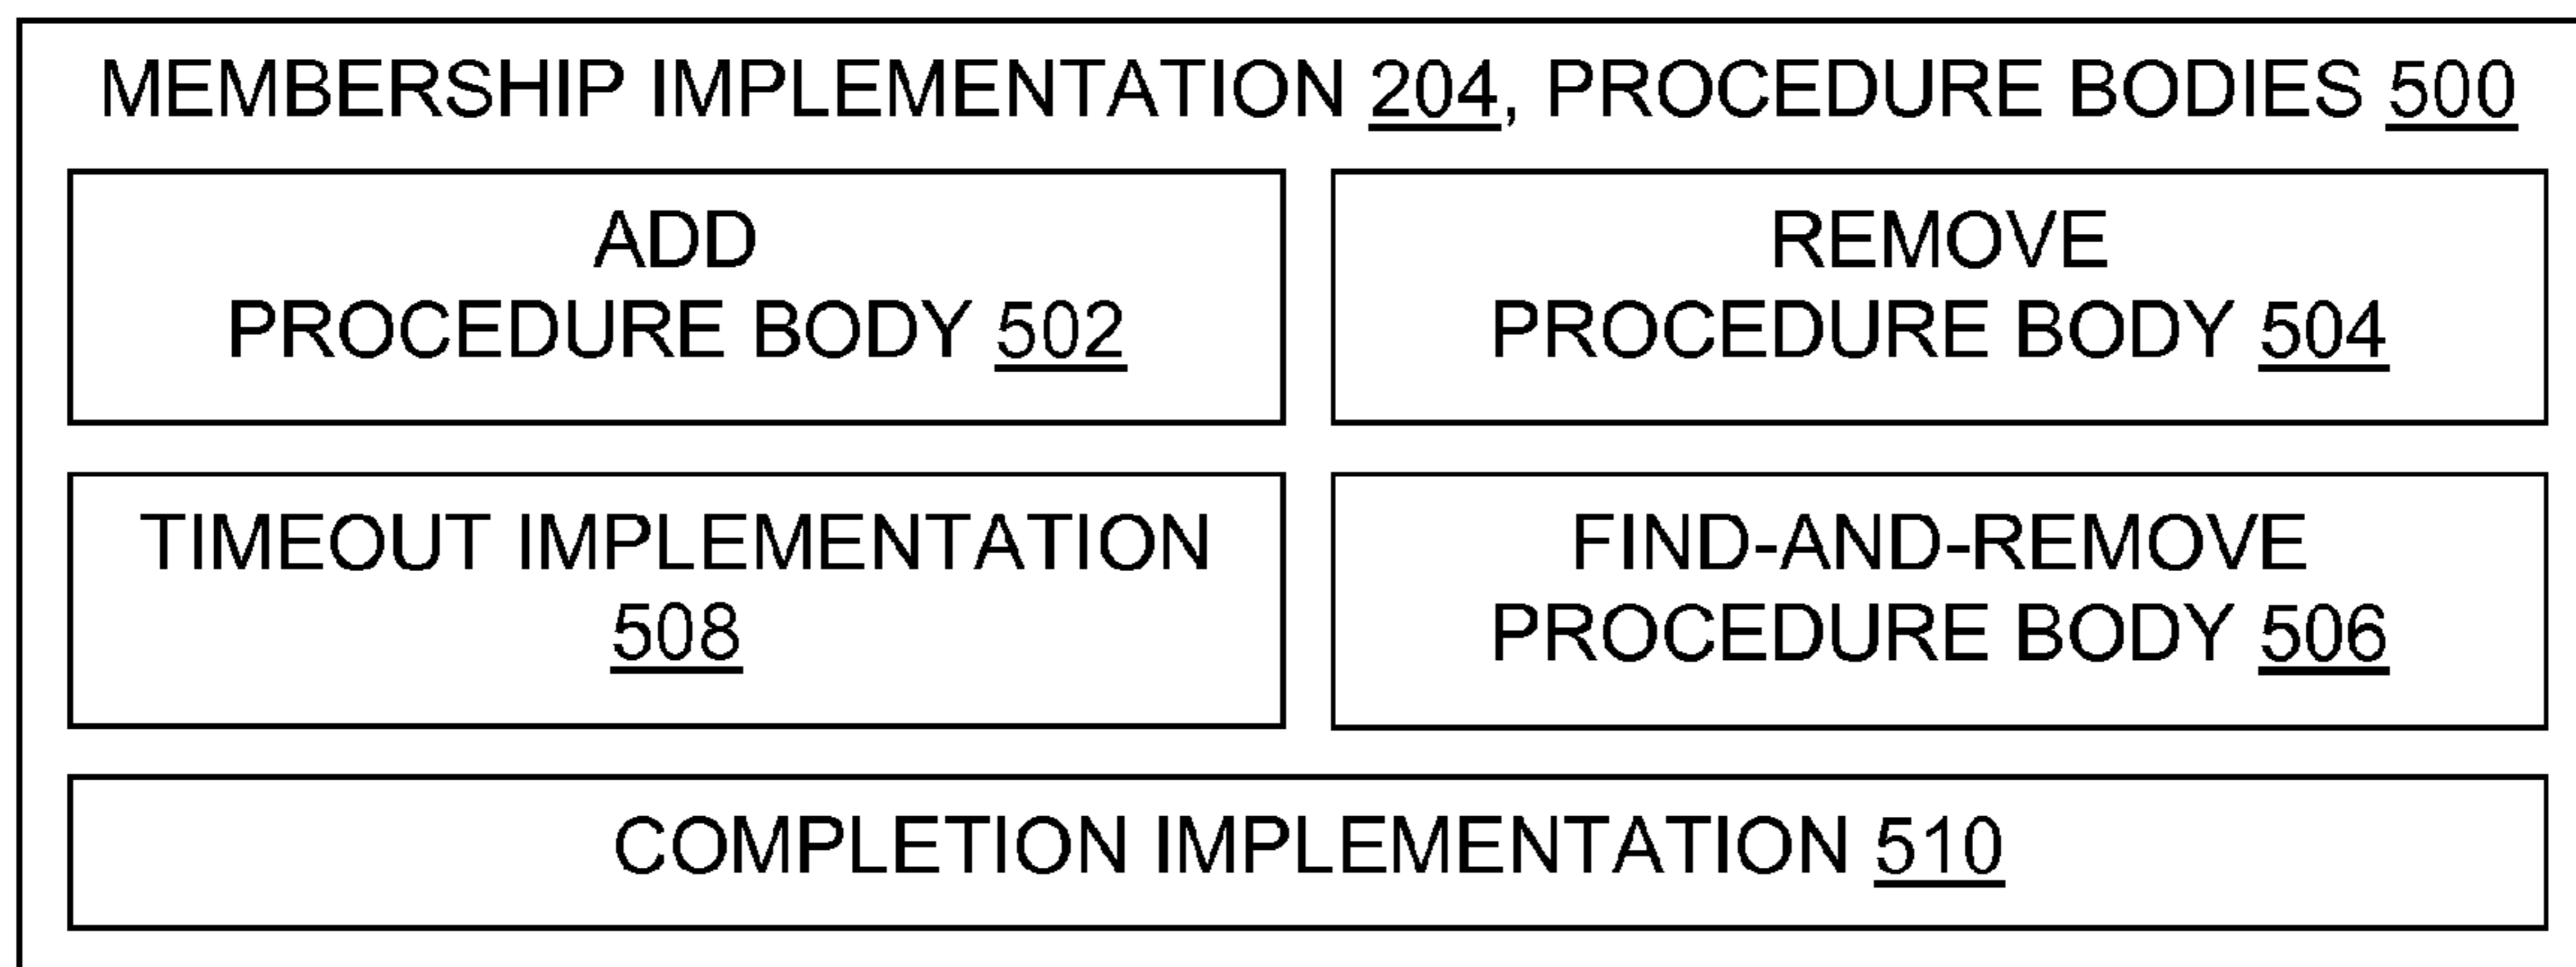 MEMBERSHIP IMPLEMENTATION 204, PROCEDURE BODIES 500
ADD
PROCEDURE BODY 502
REMOVE
PROCEDURE BODY 504
TIMEOUT IMPLEMENTATION
508
FIND-AND-REMOVE
PROCEDURE BODY 506
COMPLETION IMPLEMENTATION 510